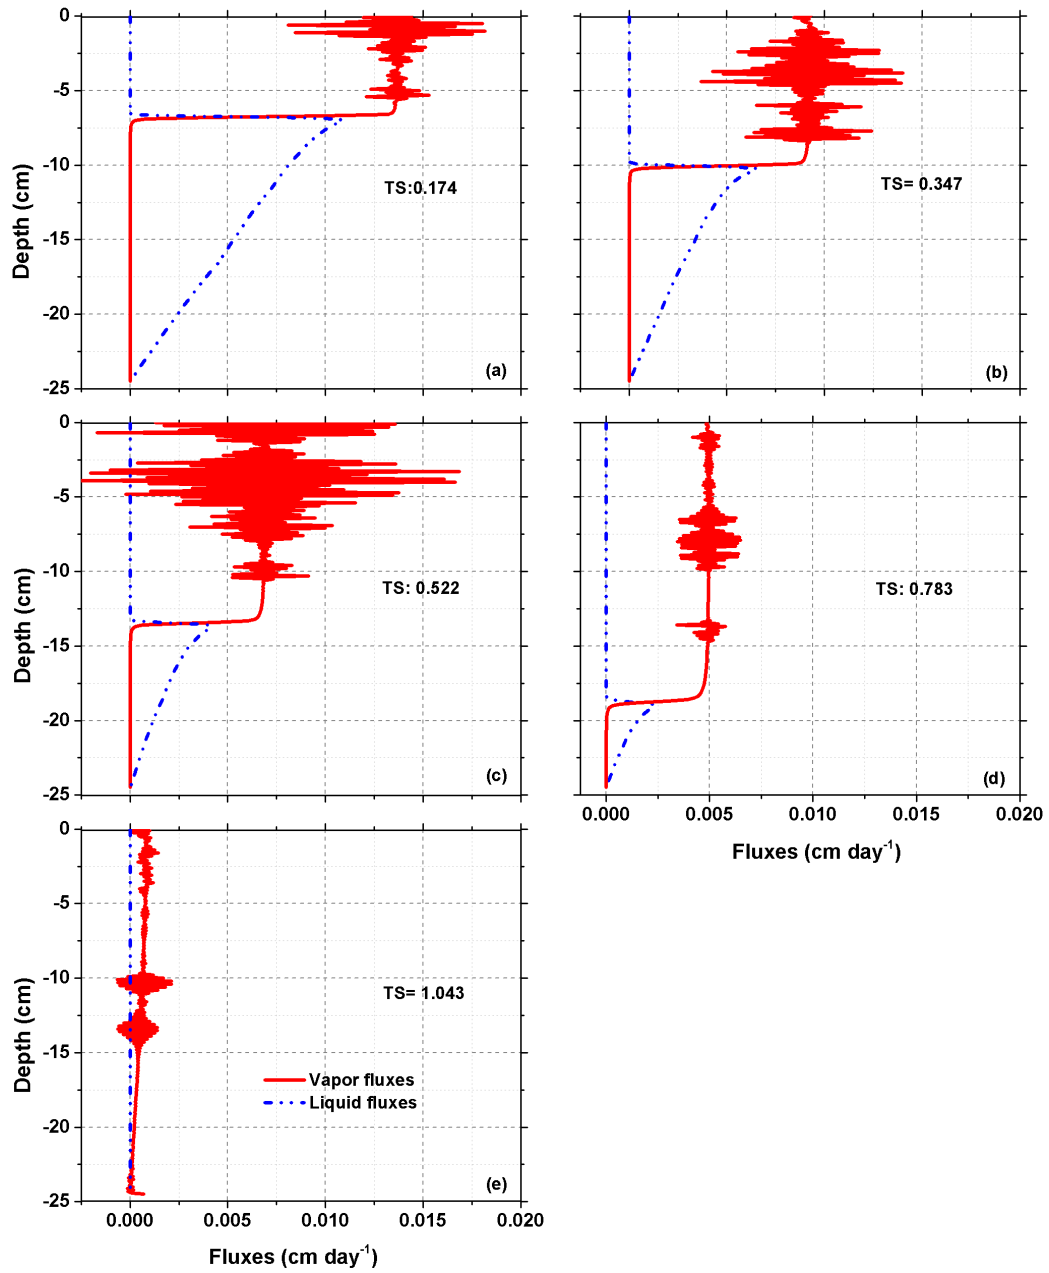 0
-5
-10
-15
-20
-25
Depth (cm)
TS:0.174
(a)
0
-5
-10
-15
-20
-25
TS= 0.347
(b)
0
-5
-10
-15
-20
-25
Depth (cm)
TS: 0.522
(c)
0
-5
-10
-15
-20
-25
TS: 0.783
(d)
0.000 0.005 0.010 0.015 0.020
Fluxes (cm day-1)
0
-5
-10
-15
-20
-25
Depth (cm)
TS= 1.043
Vapor fluxes
Liquid fluxes
(e)
0.000 0.005 0.010 0.015 0.020
Fluxes (cm day-1)